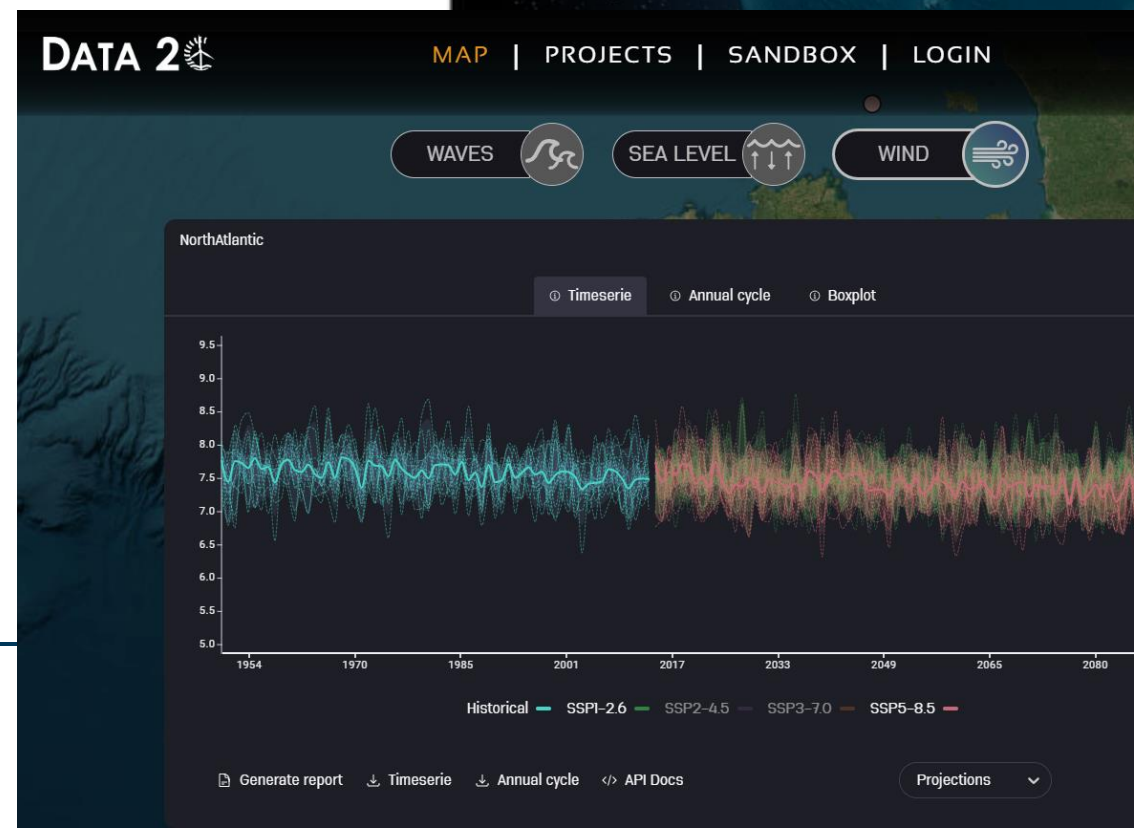 DATA 2
MAP | PROJECTS | SANDBOX | LOGIN
WAVES SEA LEVEL WIND
NorthAtlantic
Timeserie Annual cycle Boxplot
9.5
9.0
8.5
8.0
7.5
7.0
6.5
6.0
5.5
5.0
1954 1970 1985 2001 2017 2033 2049 2065 2080
Historical SSP1-2.6 SSP2-4.5 SSP3-7.0 SSP5-8.5
Generate report Timeserie Annual cycle </> API Docs Projections